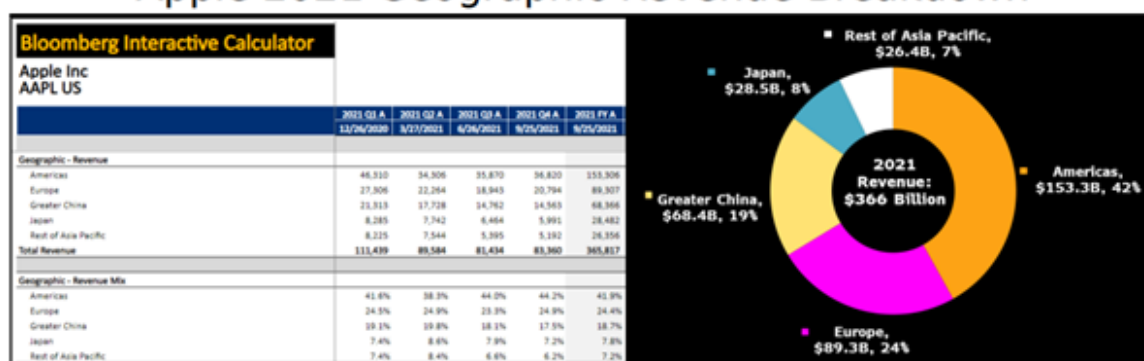 Apple 2021 Geographic Revenue Breakdown
Bloomberg Interactive Calculator
Apple Inc
AAPL US
2021 Q1 A 2021 Q2 A 2021 Q3 A 2021 Q4 A 2021 FY A
12/26/2020 3/27/2021 6/26/2021 9/25/2021 9/25/2021
Geographic - Revenue
Americas 46,310 34,306 35,870 36,820 153,306
Europe 27,306 22,264 18,943 20,794 89,307
Greater China 21,313 17,728 14,762 14,563 68,366
Japan 8,285 7,742 6,464 5,991 28,482
Rest of Asia Pacific 8,225 7,544 5,395 5,192 26,356
Total Revenue 111,439 89,584 81,434 83,360 365,817
Geographic - Revenue Mix
Americas 41.6% 38.3% 44.0% 44.2% 41.9%
Europe 24.5% 24.9% 23.3% 24.9% 24.4%
Greater China 19.1% 19.8% 18.1% 17.5% 18.7%
Japan 7.4% 8.6% 7.9% 7.2% 7.8%
Rest of Asia Pacific 7.4% 8.4% 6.6% 6.2% 7.2%
Rest of Asia Pacific,
$26.4B, 7%
Japan,
$28.5B, 8%
2021
Revenue:
$366 Billion
Americas,
$153.3B, 42%
Greater China,
$68.4B, 19%
Europe,
$89.3B, 24%